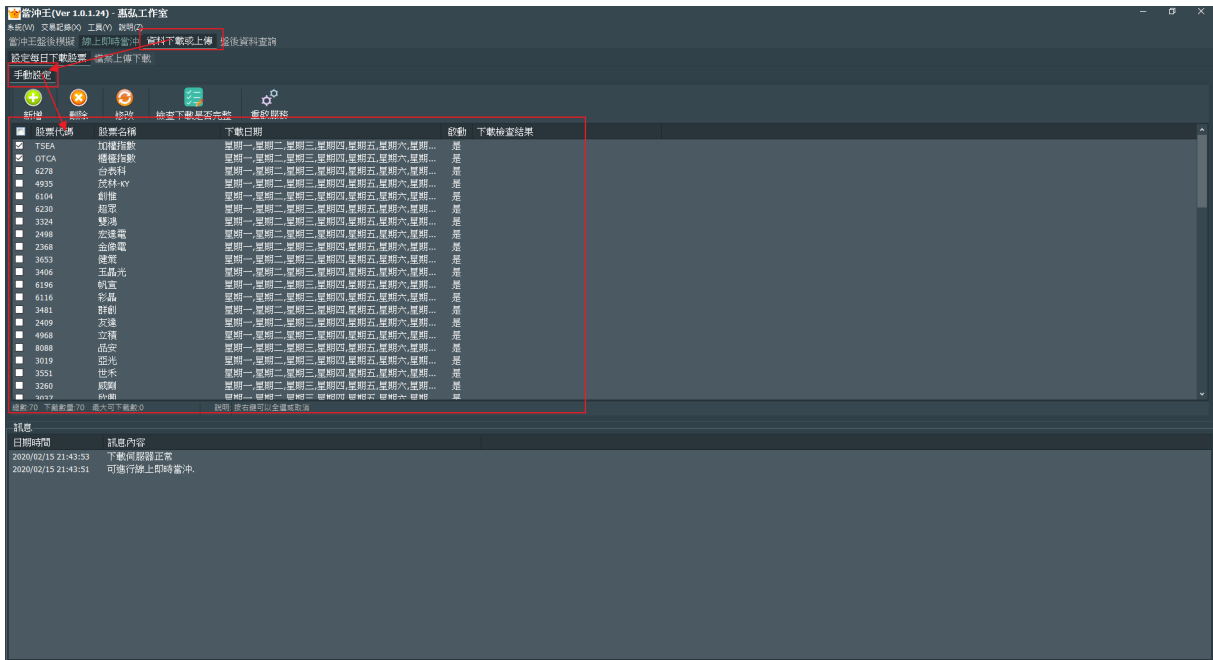 當沖王(Ver 1.0.1.24) - 惠弘工作室
系統(W) 交易記錄(X) 工具(Y) 說明(Z)
當沖王盤後模擬 線上即時當沖 資料下載或上傳 盤後資料查詢
設定每日下載股票 檔案上傳下載
手動設定
新增 刪除 修改 檢查下載是否完整 重啟服務
股票代碼 股票名稱 下載日期 啟動 下載檢查結果
TSEA 加權指數 星期一,星期二,星期三,星期四,星期五,星期六,星期... 是
OTCA 櫃檯指數 星期一,星期二,星期三,星期四,星期五,星期六,星期... 是
6278 台表科 星期一,星期二,星期三,星期四,星期五,星期六,星期... 是
4935 茂林-KY 星期一,星期二,星期三,星期四,星期五,星期六,星期... 是
6104 創惟 星期一,星期二,星期三,星期四,星期五,星期六,星期... 是
6230 超眾 星期一,星期二,星期三,星期四,星期五,星期六,星期... 是
3324 雙鴻 星期一,星期二,星期三,星期四,星期五,星期六,星期... 是
2498 宏達電 星期一,星期二,星期三,星期四,星期五,星期六,星期... 是
2368 金像電 星期一,星期二,星期三,星期四,星期五,星期六,星期... 是
3653 健策 星期一,星期二,星期三,星期四,星期五,星期六,星期... 是
3406 玉晶光 星期一,星期二,星期三,星期四,星期五,星期六,星期... 是
6196 帆宣 星期一,星期二,星期三,星期四,星期五,星期六,星期... 是
6116 彩晶 星期一,星期二,星期三,星期四,星期五,星期六,星期... 是
3481 群創 星期一,星期二,星期三,星期四,星期五,星期六,星期... 是
2409 友達 星期一,星期二,星期三,星期四,星期五,星期六,星期... 是
4968 立積 星期一,星期二,星期三,星期四,星期五,星期六,星期... 是
8088 品安 星期一,星期二,星期三,星期四,星期五,星期六,星期... 是
3019 亞光 星期一,星期二,星期三,星期四,星期五,星期六,星期... 是
3551 世禾 星期一,星期二,星期三,星期四,星期五,星期六,星期... 是
3260 威剛 星期一,星期二,星期三,星期四,星期五,星期六,星期... 是
3037 欣興 星期一,星期二,星期三,星期四,星期五,星期六,星期... 是
總數:70 下載數量:70 最大可下載數:0 說明: 按右鍵可以全選或取消
訊息
日期時間 訊息內容
2020/02/15 21:43:53 下載伺服器正常
2020/02/15 21:43:51 可進行線上即時當沖.